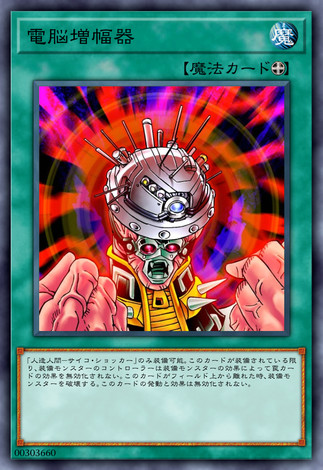 電脳増幅器
魔
【魔法カード】
「人造人間－サイコ・ショッカー」のみ装備可能。このカードが装備されている限
り、装備モンスターのコントローラーは装備モンスターの効果によって罠カー
ドの効果を無効化されない。このカードがフィールド上から離れた時、装備モ
ンスターを破壊する。このカードの発動と効果は無効化されない。
00303660